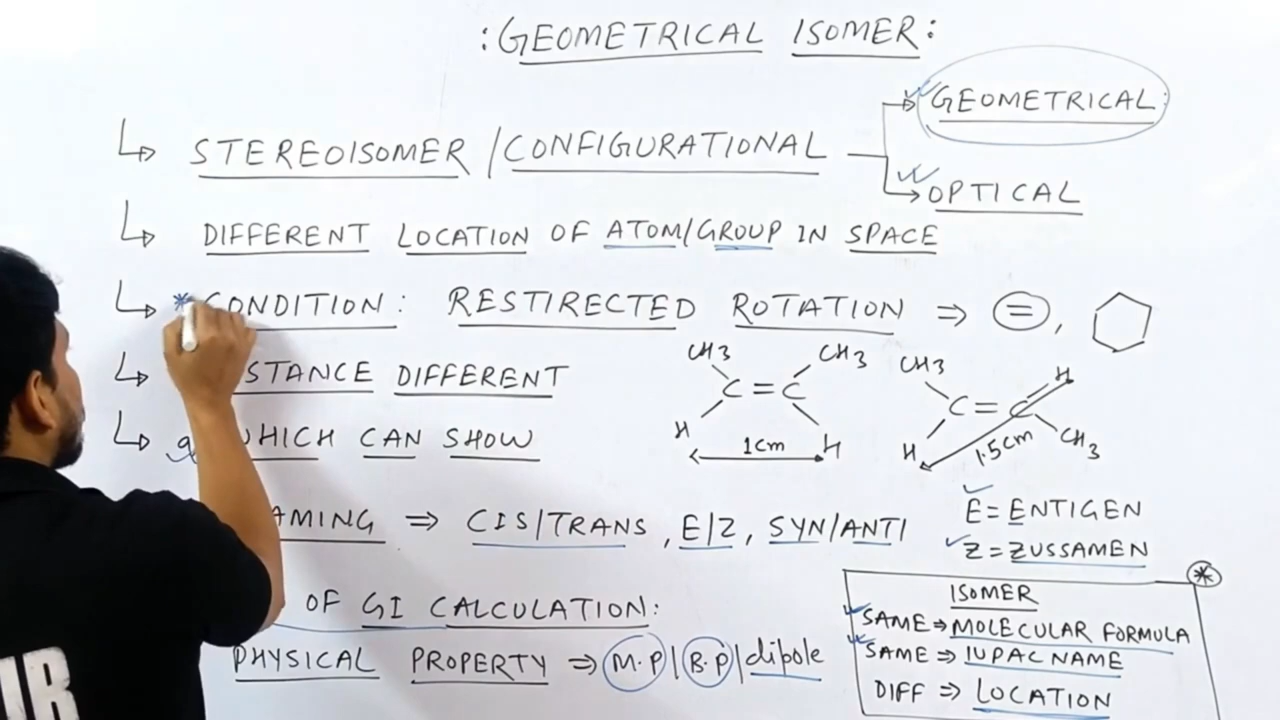 :GEOMETRICAL ISOMER:
GEOMETRICAL
STEREOISOMER/CONFIGURATIONAL
OPTICAL
DIFFERENT LOCATION OF ATOM/GROUP IN SPACE
*CONDITION: RESTIRECTED ROTATION ⇒ =,
STANCE DIFFERENT
CH3 CH3
C=C
H H
1cm
CH3 H
C=C
H CH3
1.5cm
WHICH CAN SHOW
AMING ⇒ CIS/TRANS, E/Z, SYN/ANTI
E=ENTIGEN
Z=ZUSSAMEN
OF GI CALCULATION:
PHYSICAL PROPERTY ⇒ M.P/B.P/dipole
*
ISOMER
SAME⇒MOLECULAR FORMULA
SAME⇒IUPAC NAME
DIFF⇒LOCATION